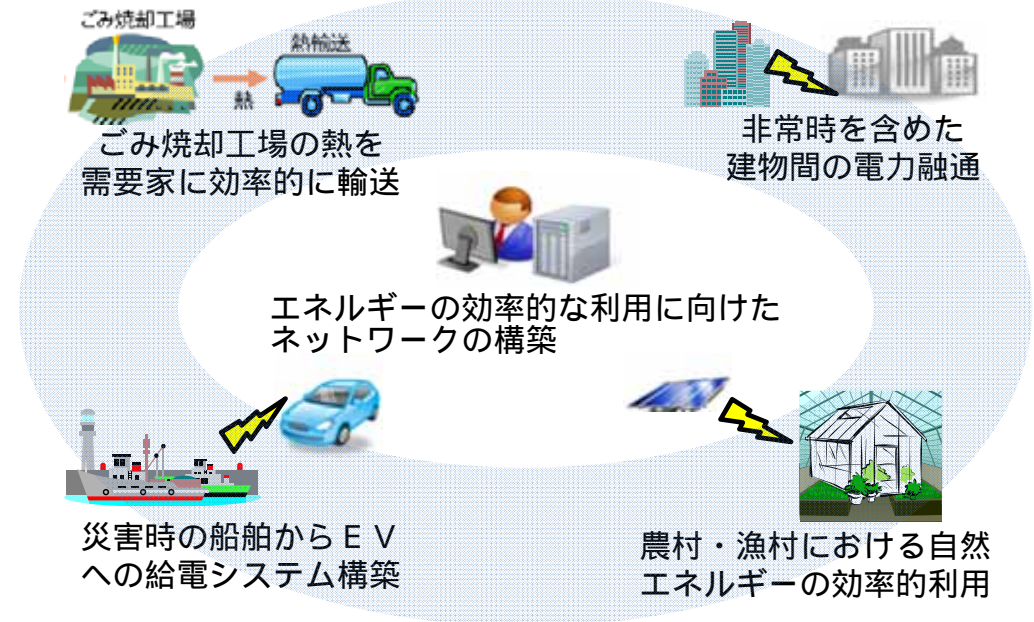 ごみ焼却工場
熱輸送
熱
ごみ焼却工場の熱を
需要家に効率的に輸送
非常時を含めた
建物間の電力融通
エネルギーの効率的な利用に向けた
ネットワークの構築
災害時の船舶からＥＶ
への給電システム構築
農村・漁村における自然
エネルギーの効率的利用